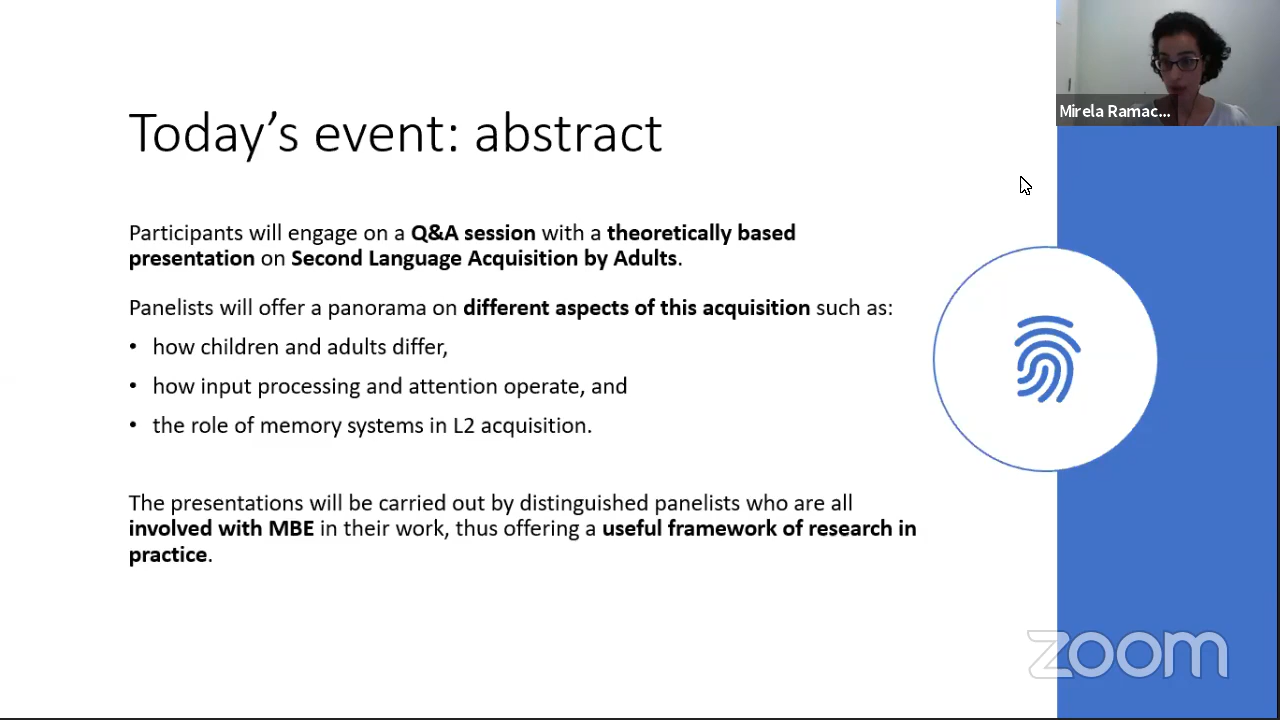 Mirela Ramac...
Today's event: abstract
Participants will engage on a Q&A session with a theoretically based
presentation on Second Language Acquisition by Adults.
Panelists will offer a panorama on different aspects of this acquisition such as:
• how children and adults differ,
• how input processing and attention operate, and
• the role of memory systems in L2 acquisition.
The presentations will be carried out by distinguished panelists who are all
involved with MBE in their work, thus offering a useful framework of research in
practice.
zoom